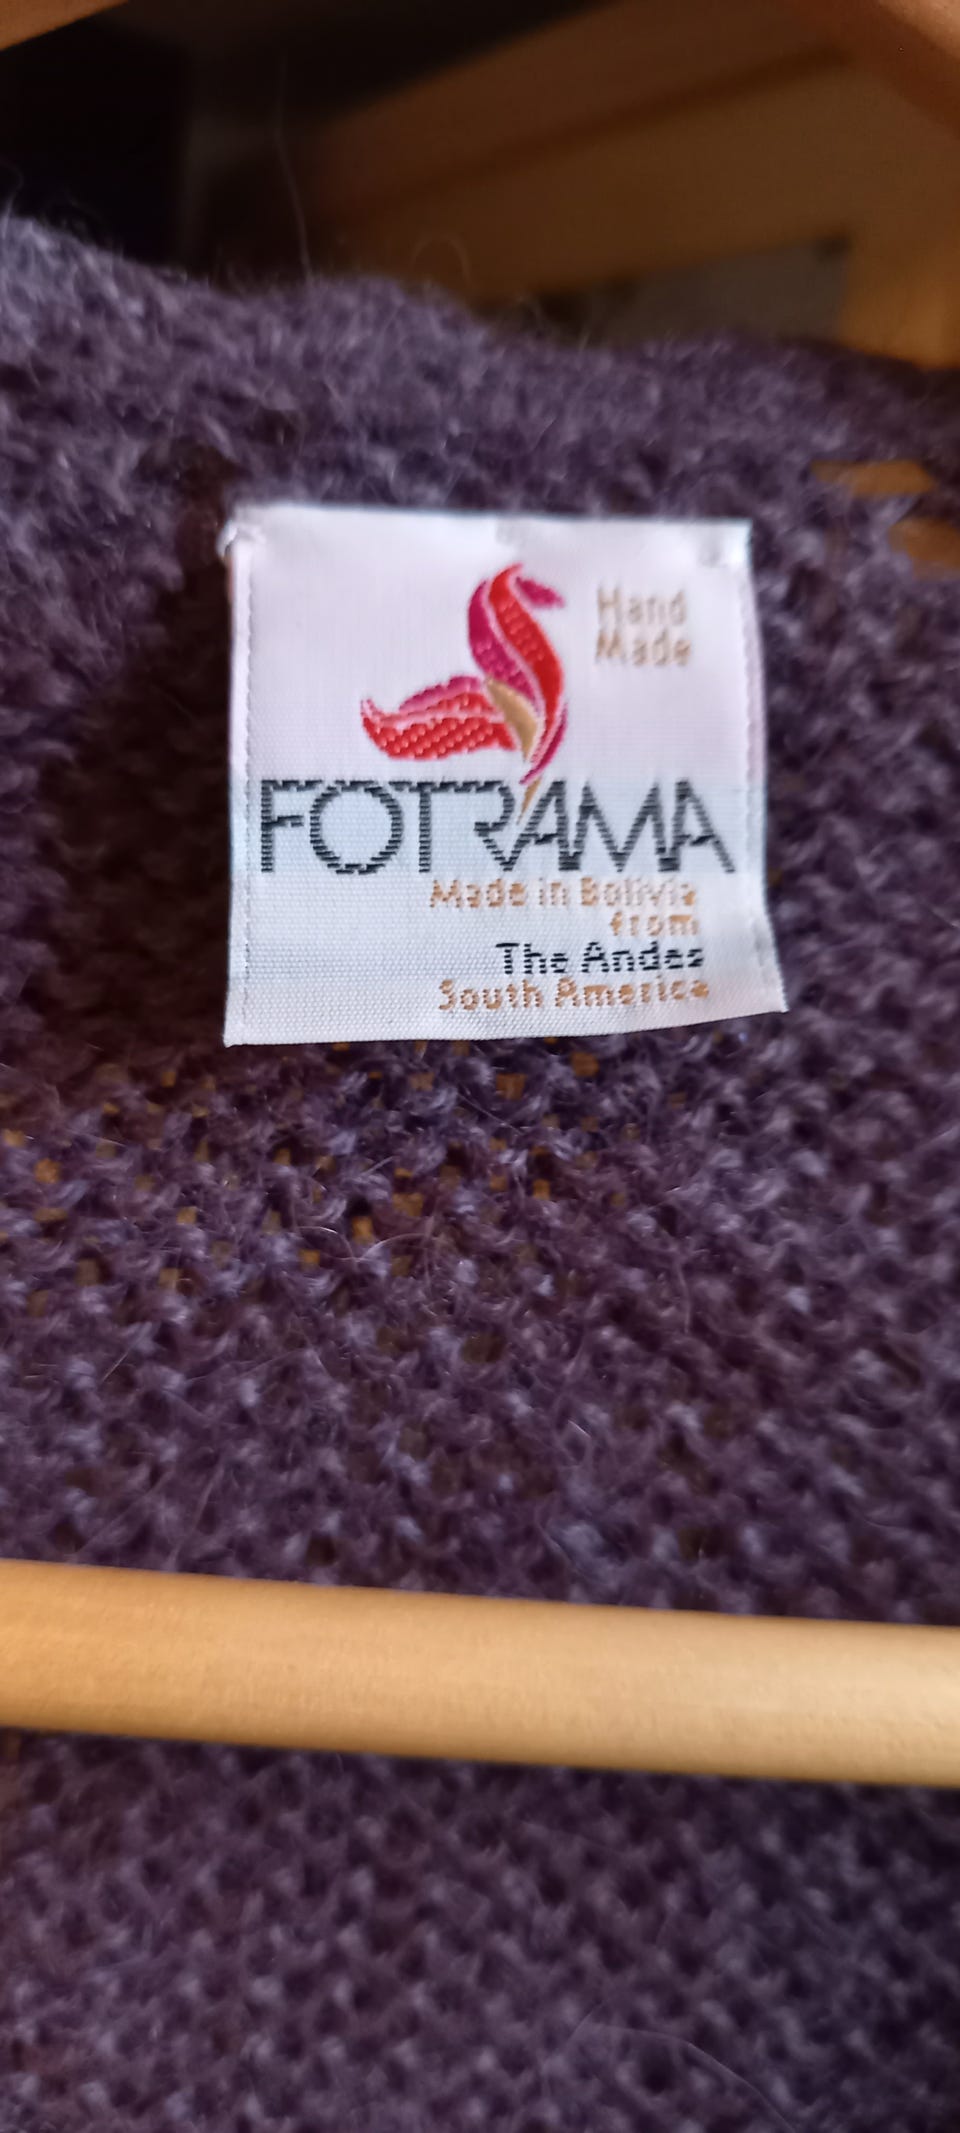 Hand
Made
FOTRAMA
Made in Bolivia
from
The Andes
South America